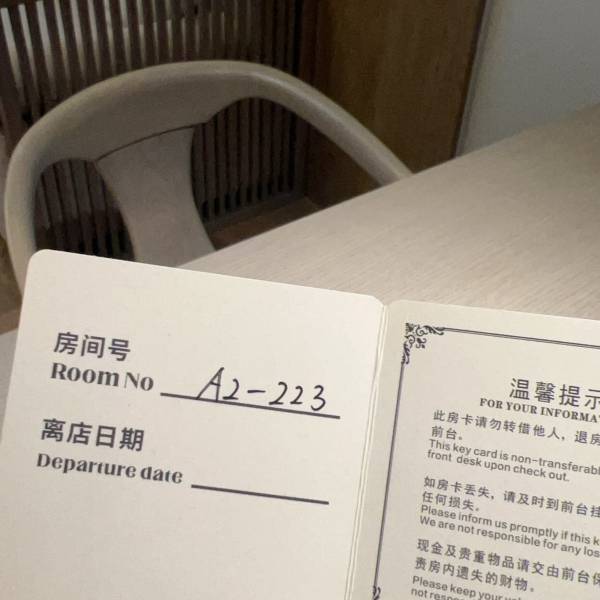 房间号
Room No A2-223
离店日期
Departure date
温馨提示
FOR YOUR
此房卡请勿转借他人，退房
前台。
This key card is non-transferable
front desk upon check out.
如房卡丢失，请及时到前台挂
任何损失。
Please inform us promptly if this
We are not responsible for any
现金及贵重物品请交由前台保
责房内遗失的财物。
Please keep your
not